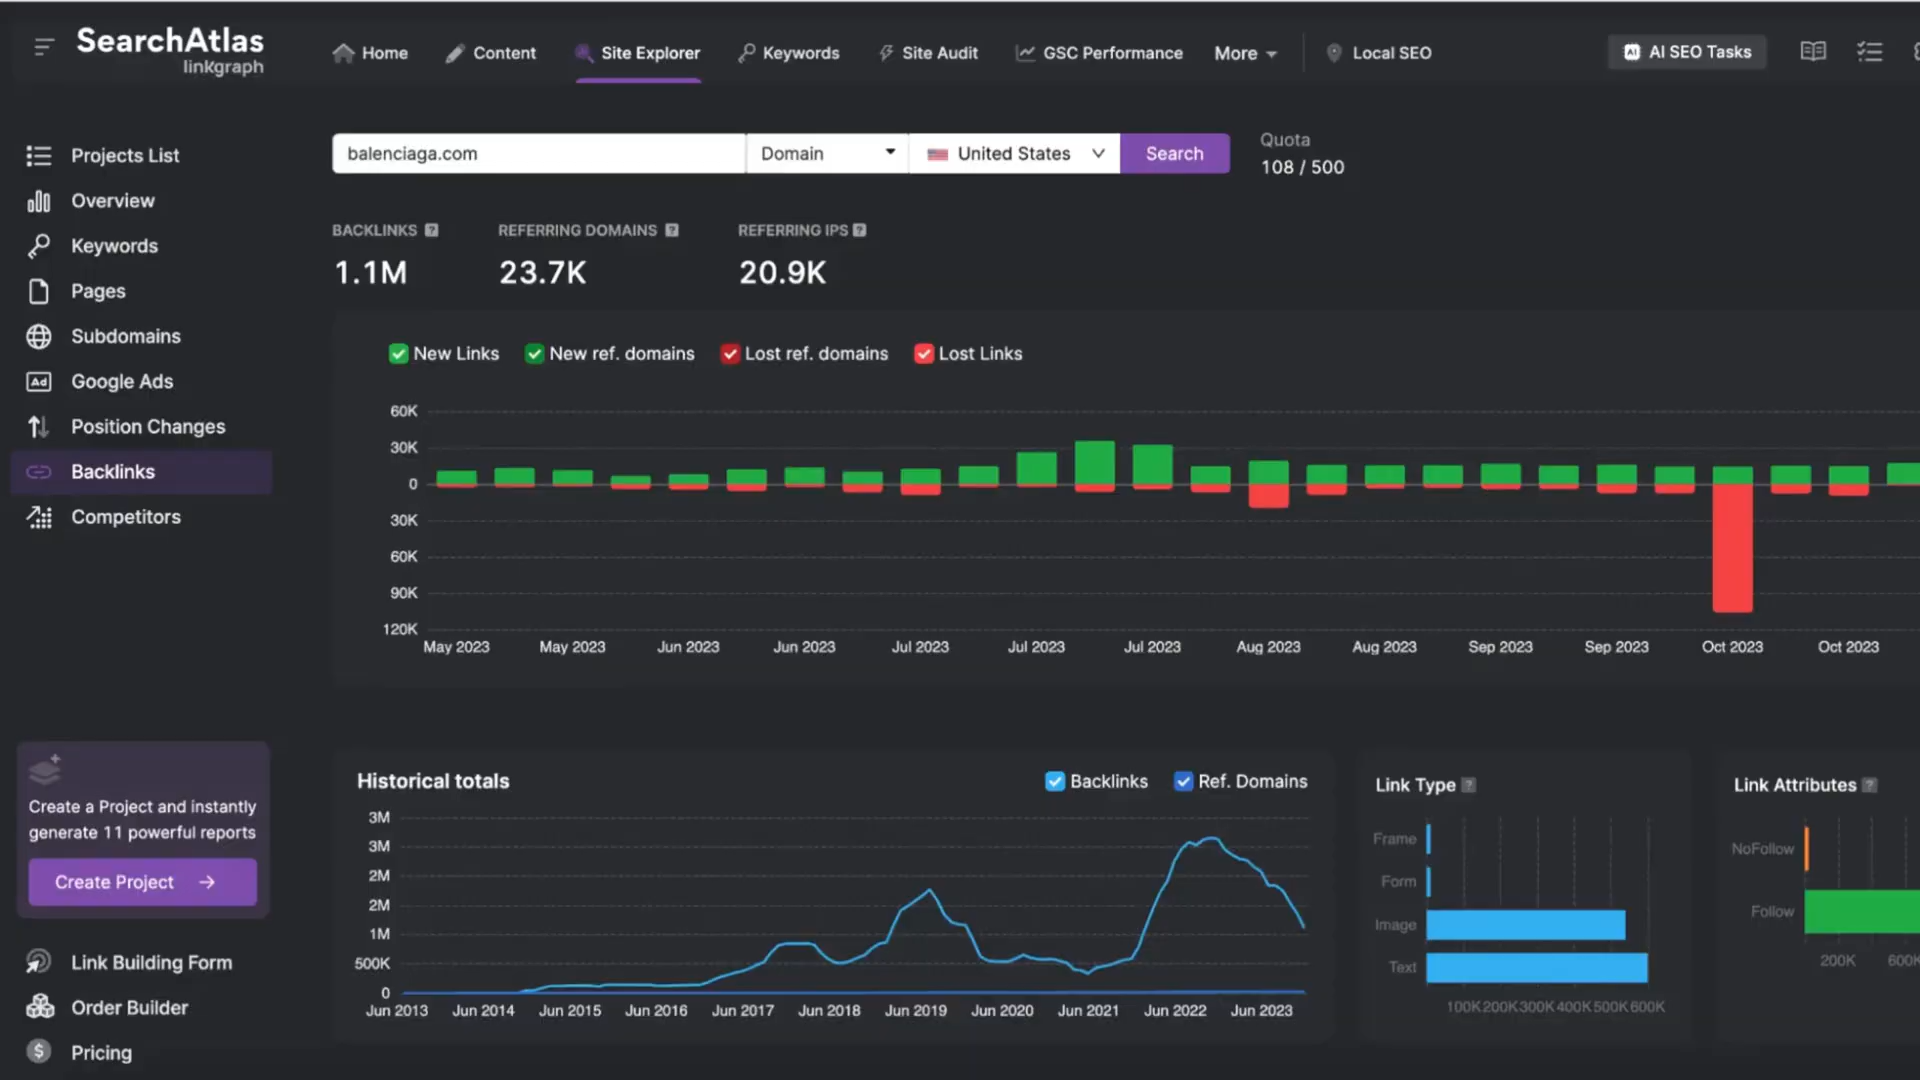 SearchAtlas
linkgraph
Home
Content
Site Explorer
Keywords
Site Audit
GSC Performance
More
Local SEO
AI SEO Tasks
Projects List
Overview
Keywords
Pages
Subdomains
Google Ads
Ad
Position Changes
Backlinks
Competitors
balenciaga.com
Domain
United States
Search
Quota
108 / 500
BACKLINKS ?
REFERRING DOMAINS ?
REFERRING IPS ?
1.1M
23.7K
20.9K
New Links
New ref. domains
Lost ref. domains
Lost Links
60K
30K
0
30K
60K
90K
120K
May 2023 May 2023 Jun 2023 Jun 2023 Jul 2023 Jul 2023 Jul 2023 Aug 2023 Aug 2023 Sep 2023 Sep 2023 Oct 2023 Oct 2023
Create a Project and instantly
generate 11 powerful reports
Create Project →
Link Building Form
Order Builder
$ Pricing
Historical totals
Backlinks
Ref. Domains
3M
3M
2M
2M
1M
500K
0
Jun 2013 Jun 2014 Jun 2015 Jun 2016 Jun 2017 Jun 2018 Jun 2019 Jun 2020 Jun 2021 Jun 2022 Jun 2023
Link Type ?
Frame
Form
Image
Text
100K 200K 300K 400K 500K 600K
Link Attributes ?
NoFollow
Follow
200K 600K